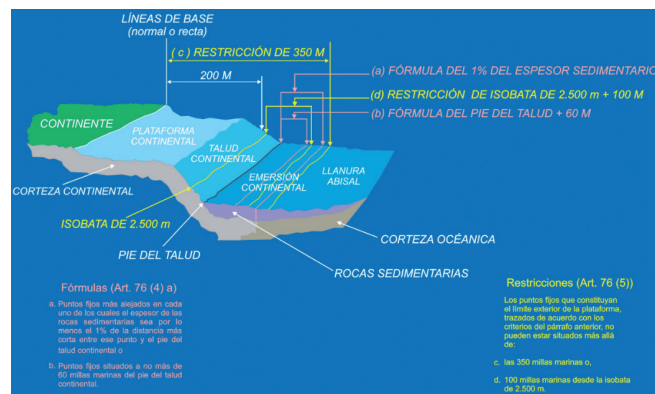 LÍNEAS DE BASE
(normal o recta)
( c ) RESTRICCIÓN DE 350 M
200 M
(a) FÓRMULA DEL 1% DEL ESPESOR SEDIMENTARIO
(d) RESTRICCIÓN DE ISOBATA DE 2.500 m + 100 M
(b) FÓRMULA DEL PIE DEL TALUD + 60 M
CONTINENTE
PLATAFORMA
CONTINENTAL
TALUD
CONTINENTAL
EMERSIÓN
CONTINENTAL
LLANURA
ABISAL
CORTEZA CONTINENTAL
ISOBATA DE 2.500 m
PIE DEL TALUD
CORTEZA OCÉANICA
ROCAS SEDIMENTARIAS
Fórmulas (Art. 76 (4) a)
a. Puntos fijos más alejados en cada
uno de los cuales el espesor de las
rocas sedimentarias sea por lo
menos el 1% de la distancia más
corta entre ese punto y el pie del
talud continental o
b. Puntos fijos situados a no más de
60 millas marinas del pie del talud
continental.
Restricciones (Art. 76 (5))
Los puntos fijos que constituyan
el límite exterior de la plataforma,
trazados de acuerdo con los
criterios del párrafo anterior, no
pueden estar situados más allá
de:
c. las 350 millas marinas o,
d. 100 millas marinas desde la isobata
de 2.500 m.